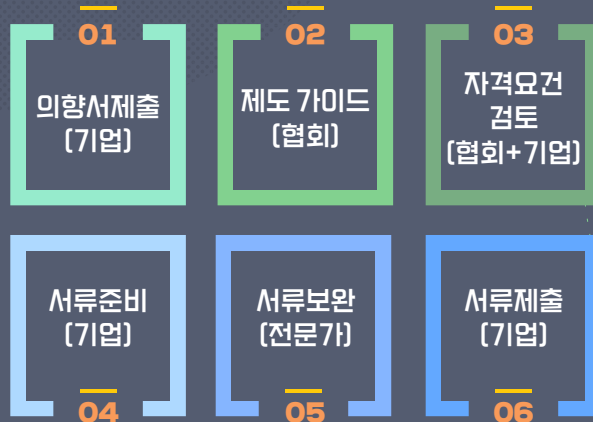 01
의향서제출
(기업)
02
제도 가이드
(협회)
03
자격요건
검토
(협회+기업)
서류준비
(기업)
04
서류보완
(전문가)
05
서류제출
(기업)
06